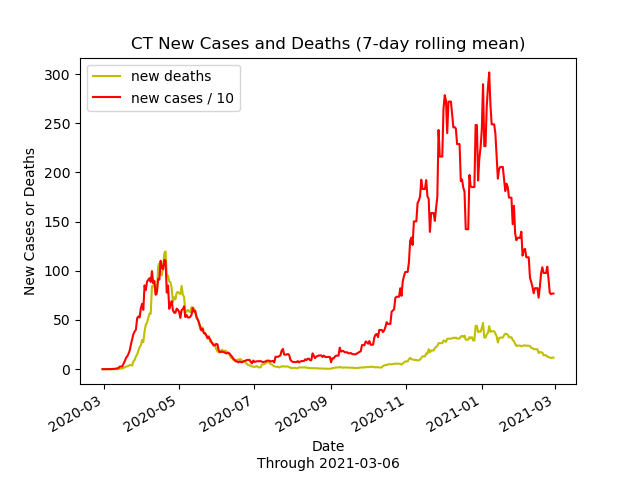 CT New Cases and Deaths (7-day rolling mean)
new deaths
new cases / 10
New Cases or Deaths
300
250
200
150
100
50
0
2020-03
2020-05
2020-07
2020-09
2020-11
2021-01
2021-03
Date
Through 2021-03-06